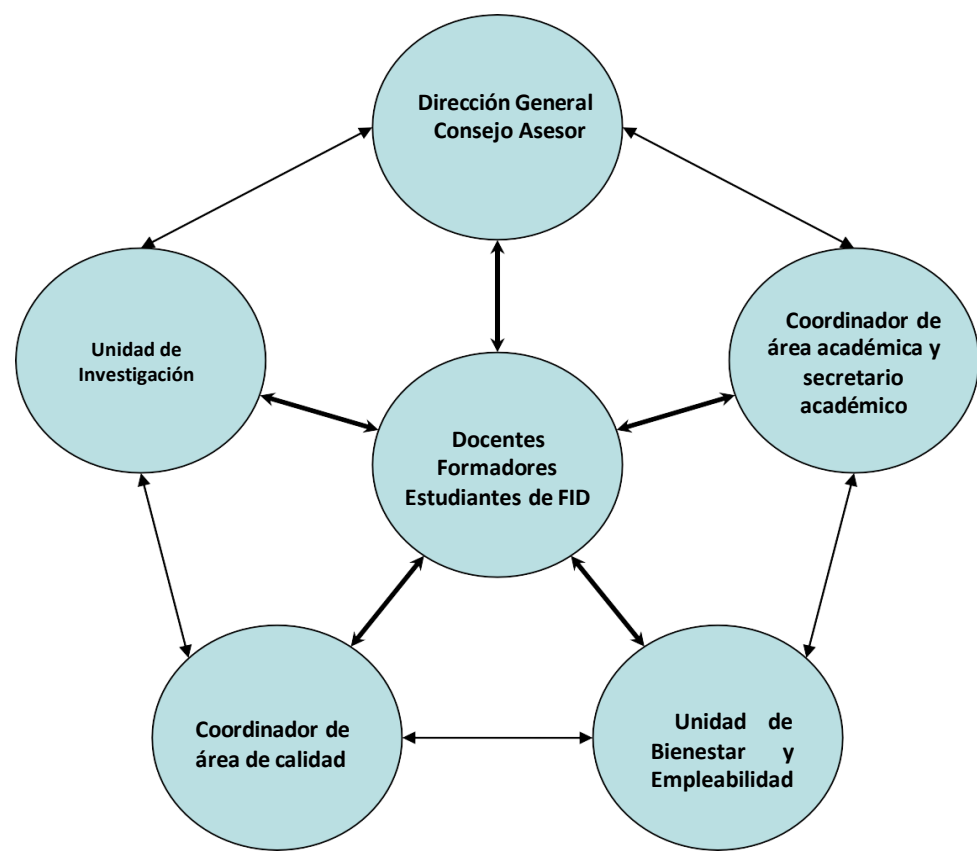 Dirección General
Consejo Asesor
Unidad de
Investigación
Coordinador de
área académica y
secretario
académico
Docentes
Formadores
Estudiantes de FID
Coordinador de
área de calidad
Unidad de
Bienestar y
Empleabilidad